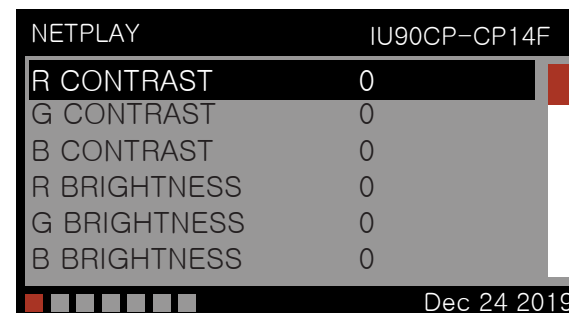 NETPLAY IU90CP-CP14F
R CONTRAST 0
G CONTRAST 0
B CONTRAST 0
R BRIGHTNESS 0
G BRIGHTNESS 0
B BRIGHTNESS 0
Dec 24 2019